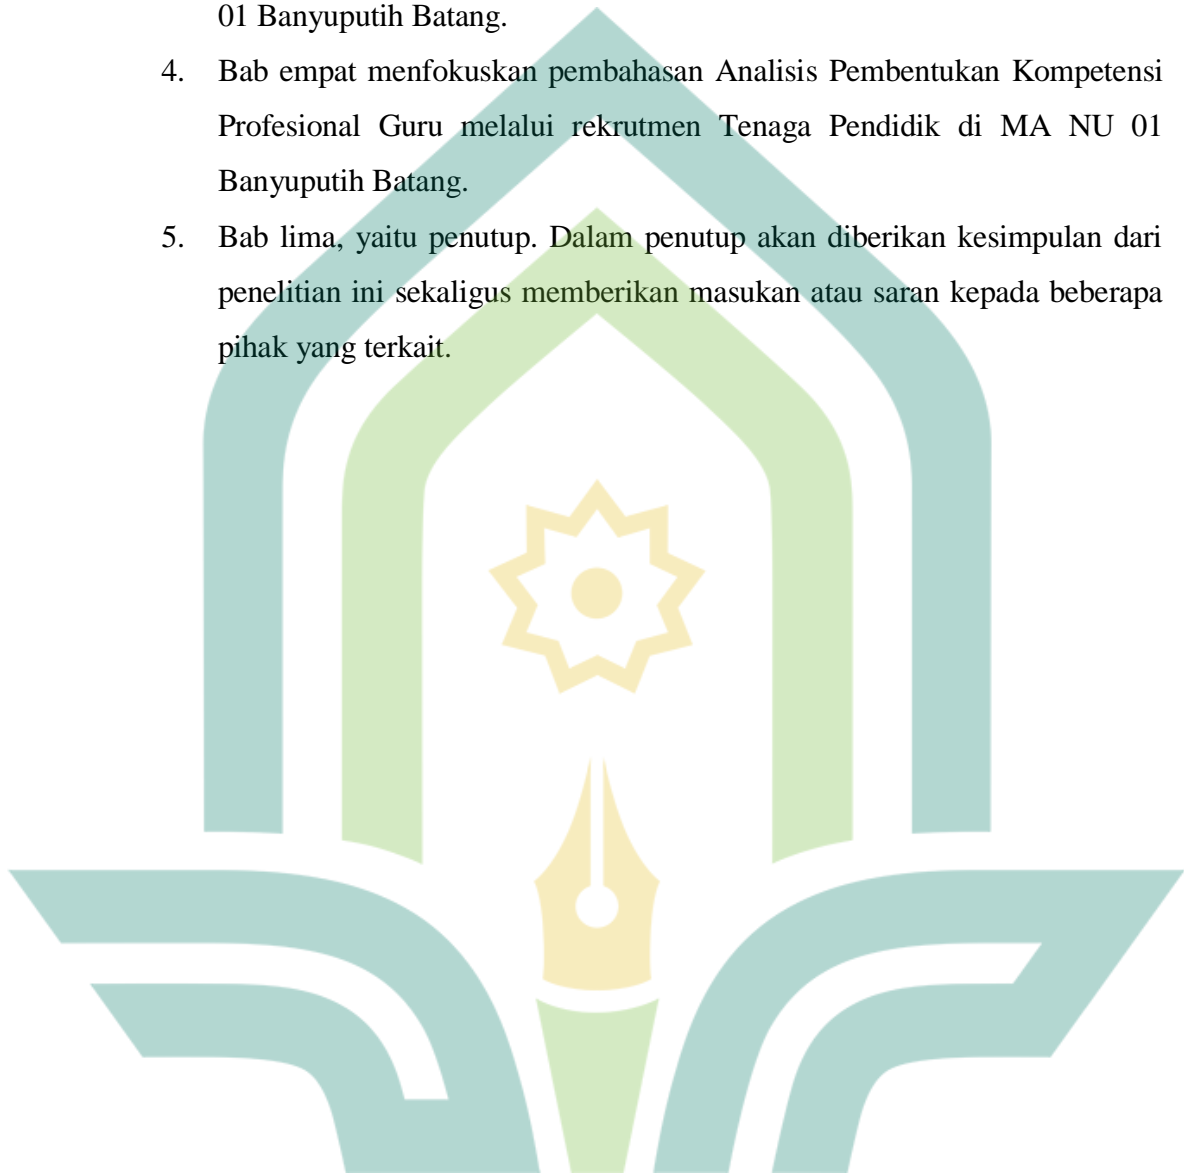 01 Banyuputih Batang.
4. Bab empat menfokuskan pembahasan Analisis Pembentukan Kompetensi
Profesional Guru melalui rekrutmen Tenaga Pendidik di MA NU 01
Banyuputih Batang.
5. Bab lima, yaitu penutup. Dalam penutup akan diberikan kesimpulan dari
penelitian ini sekaligus memberikan masukan atau saran kepada beberapa
pihak yang terkait.